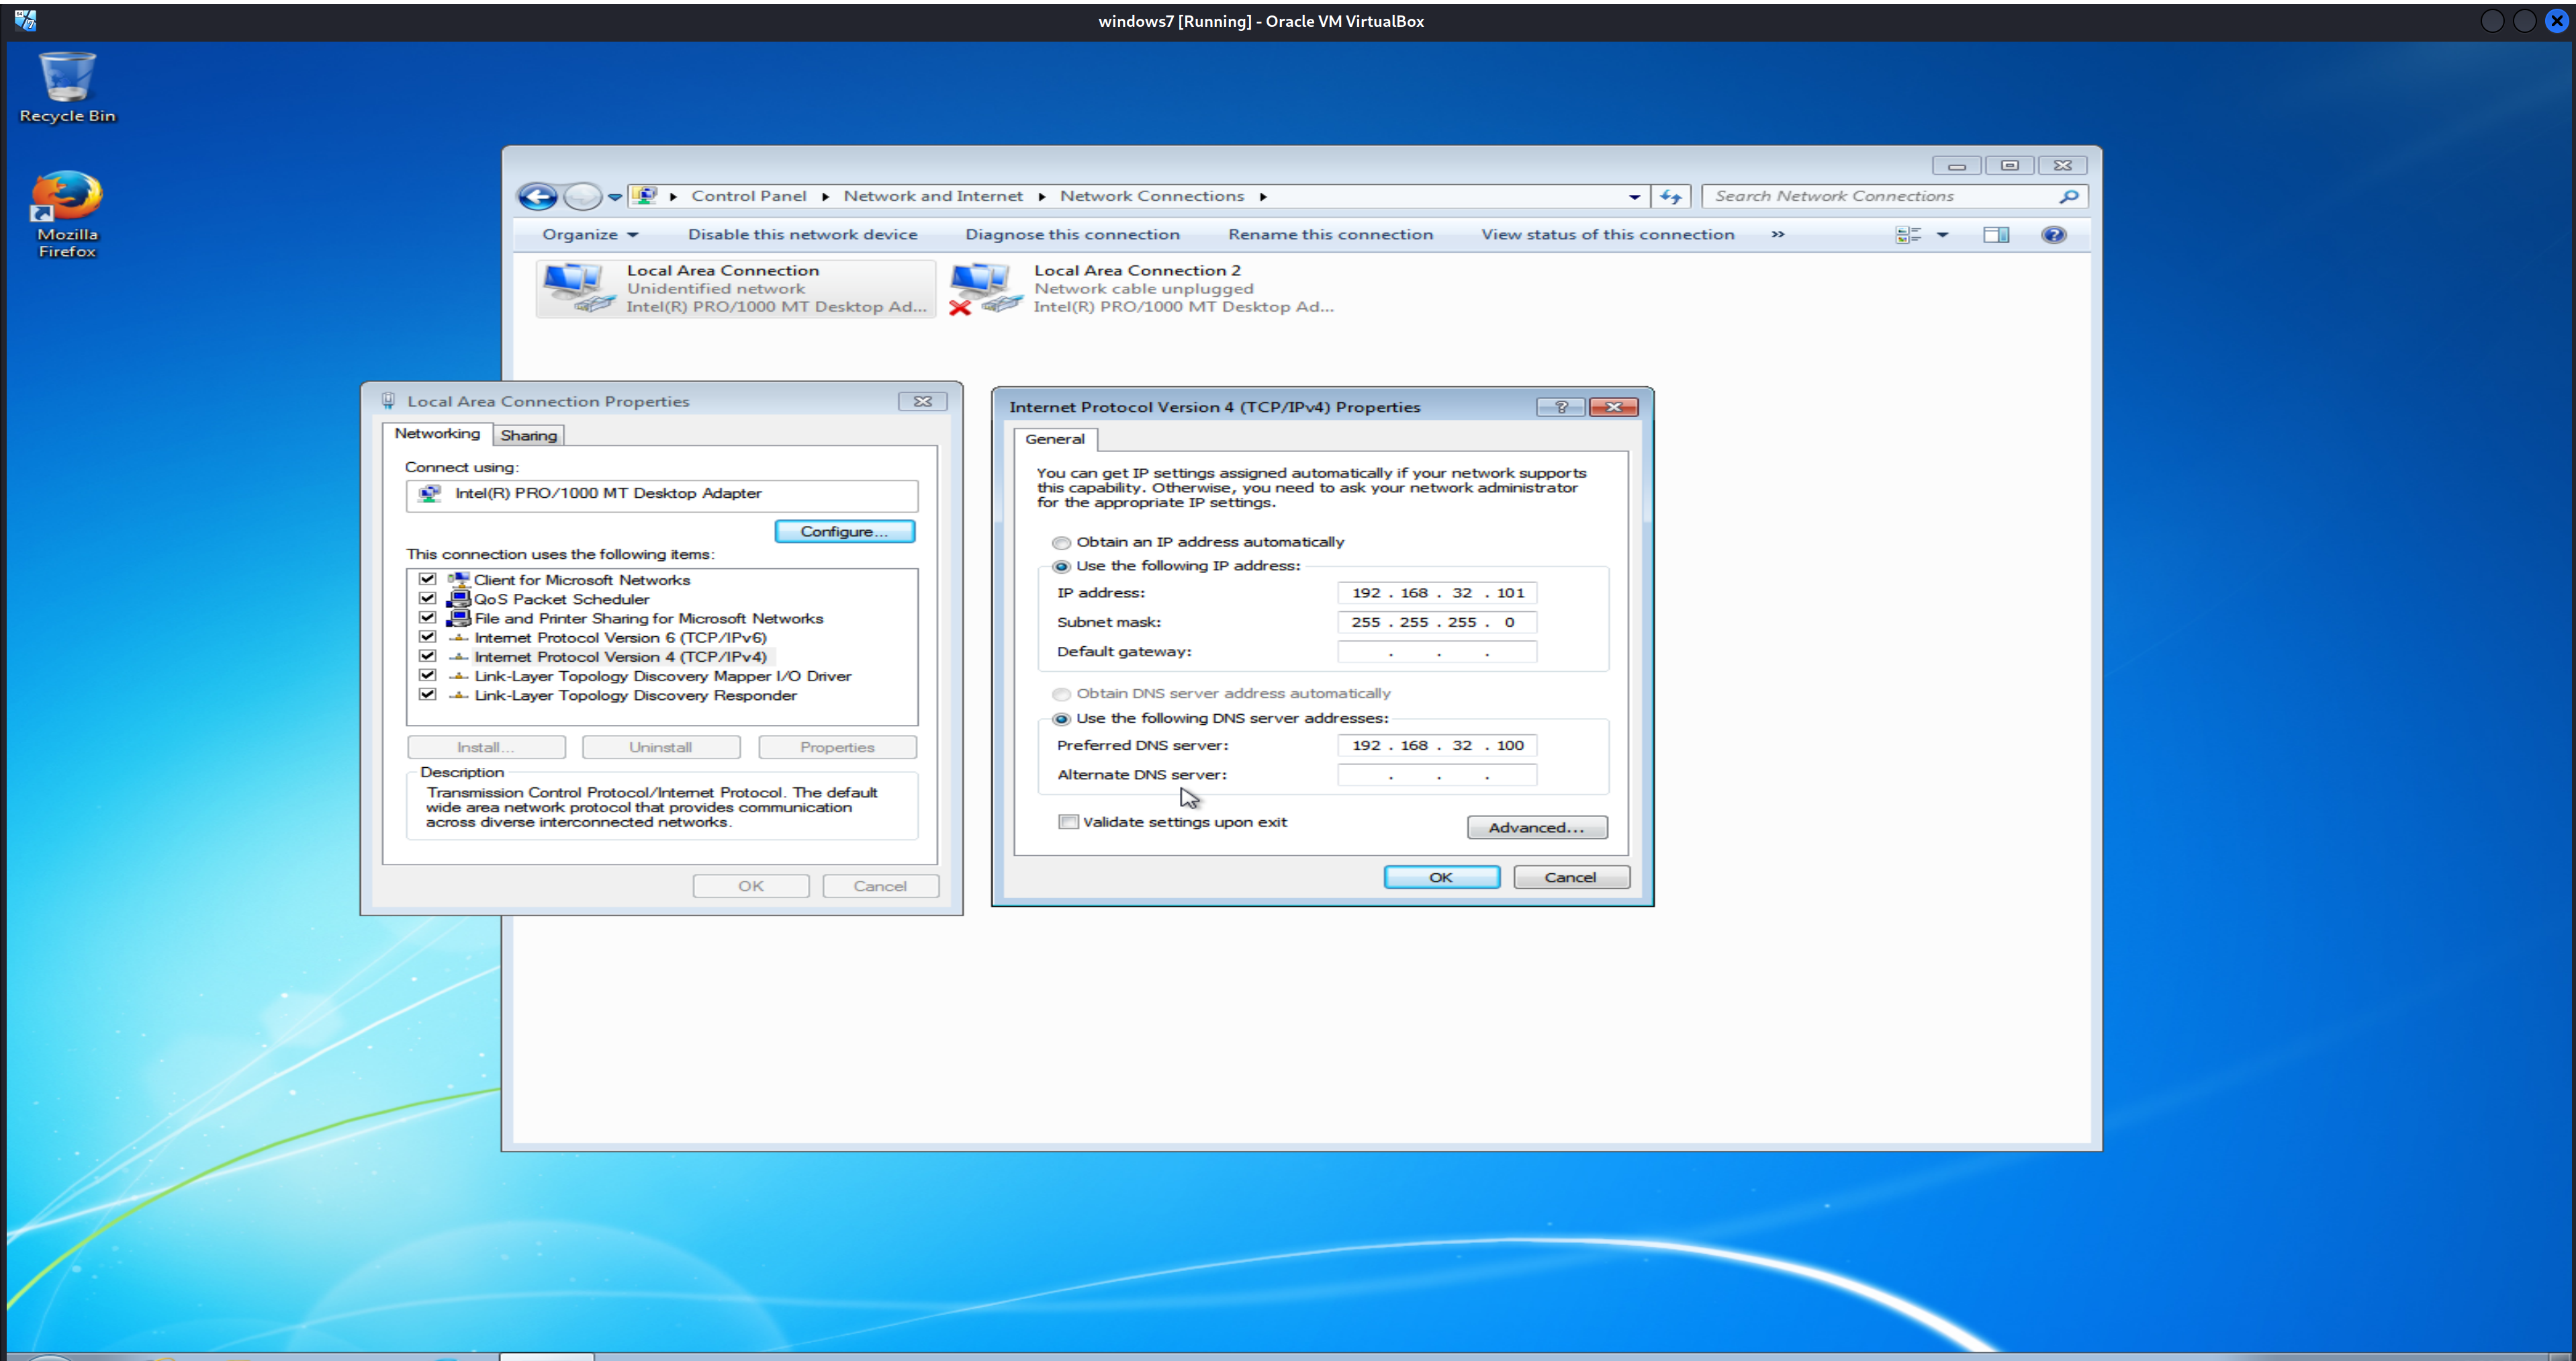 windows7 [Running] - Oracle VM VirtualBox
Recycle Bin
Mozilla
Firefox
Control Panel
Network and Internet
Network Connections
Search Network Connections
Organize
Disable this network device
Diagnose this connection
Rename this connection
View status of this connection
»
Local Area Connection
Unidentified network
Intel(R) PRO/1000 MT Desktop Ad...
Local Area Connection 2
Network cable unplugged
Intel(R) PRO/1000 MT Desktop Ad...
Local Area Connection Properties
Networking
Sharing
Connect using:
Intel(R) PRO/1000 MT Desktop Adapter
Configure...
This connection uses the following items:
Client for Microsoft Networks
QoS Packet Scheduler
File and Printer Sharing for Microsoft Networks
Internet Protocol Version 6 (TCP/IPv6)
Internet Protocol Version 4 (TCP/IPv4)
Link-Layer Topology Discovery Mapper I/O Driver
Link-Layer Topology Discovery Responder
Install...
Uninstall
Properties
Description
Transmission Control Protocol/Internet Protocol. The default
wide area network protocol that provides communication
across diverse interconnected networks.
OK
Cancel
Internet Protocol Version 4 (TCP/IPv4) Properties
?
General
You can get IP settings assigned automatically if your network supports
this capability. Otherwise, you need to ask your network administrator
for the appropriate IP settings.
Obtain an IP address automatically
Use the following IP address:
IP address: 192 . 168 . 32 . 101
Subnet mask: 255 . 255 . 255 . 0
Default gateway: . . .
Obtain DNS server address automatically
Use the following DNS server addresses:
Preferred DNS server: 192 . 168 . 32 . 100
Alternate DNS server: . . .
Validate settings upon exit
Advanced...
OK
Cancel